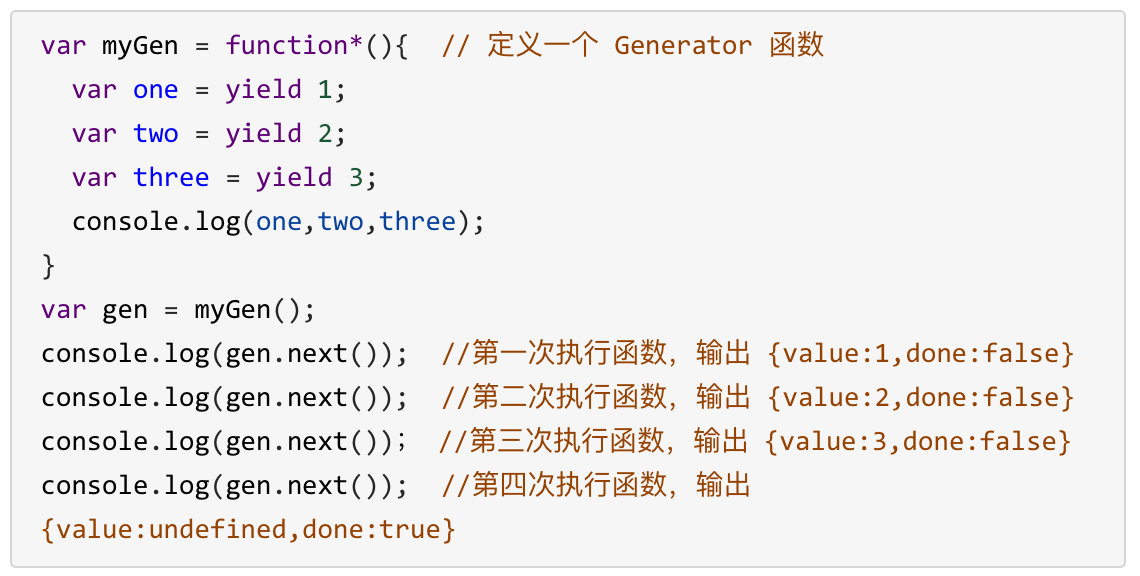 var myGen = function*(){  // 定义一个 Generator 函数
  var one = yield 1;
  var two = yield 2;
  var three = yield 3;
  console.log(one,two,three);
}
var gen = myGen();
console.log(gen.next());  //第一次执行函数，输出 {value:1,done:false}
console.log(gen.next());  //第二次执行函数，输出 {value:2,done:false}
console.log(gen.next())；  //第三次执行函数，输出 {value:3,done:false}
console.log(gen.next());  //第四次执行函数，输出
{value:undefined,done:true}